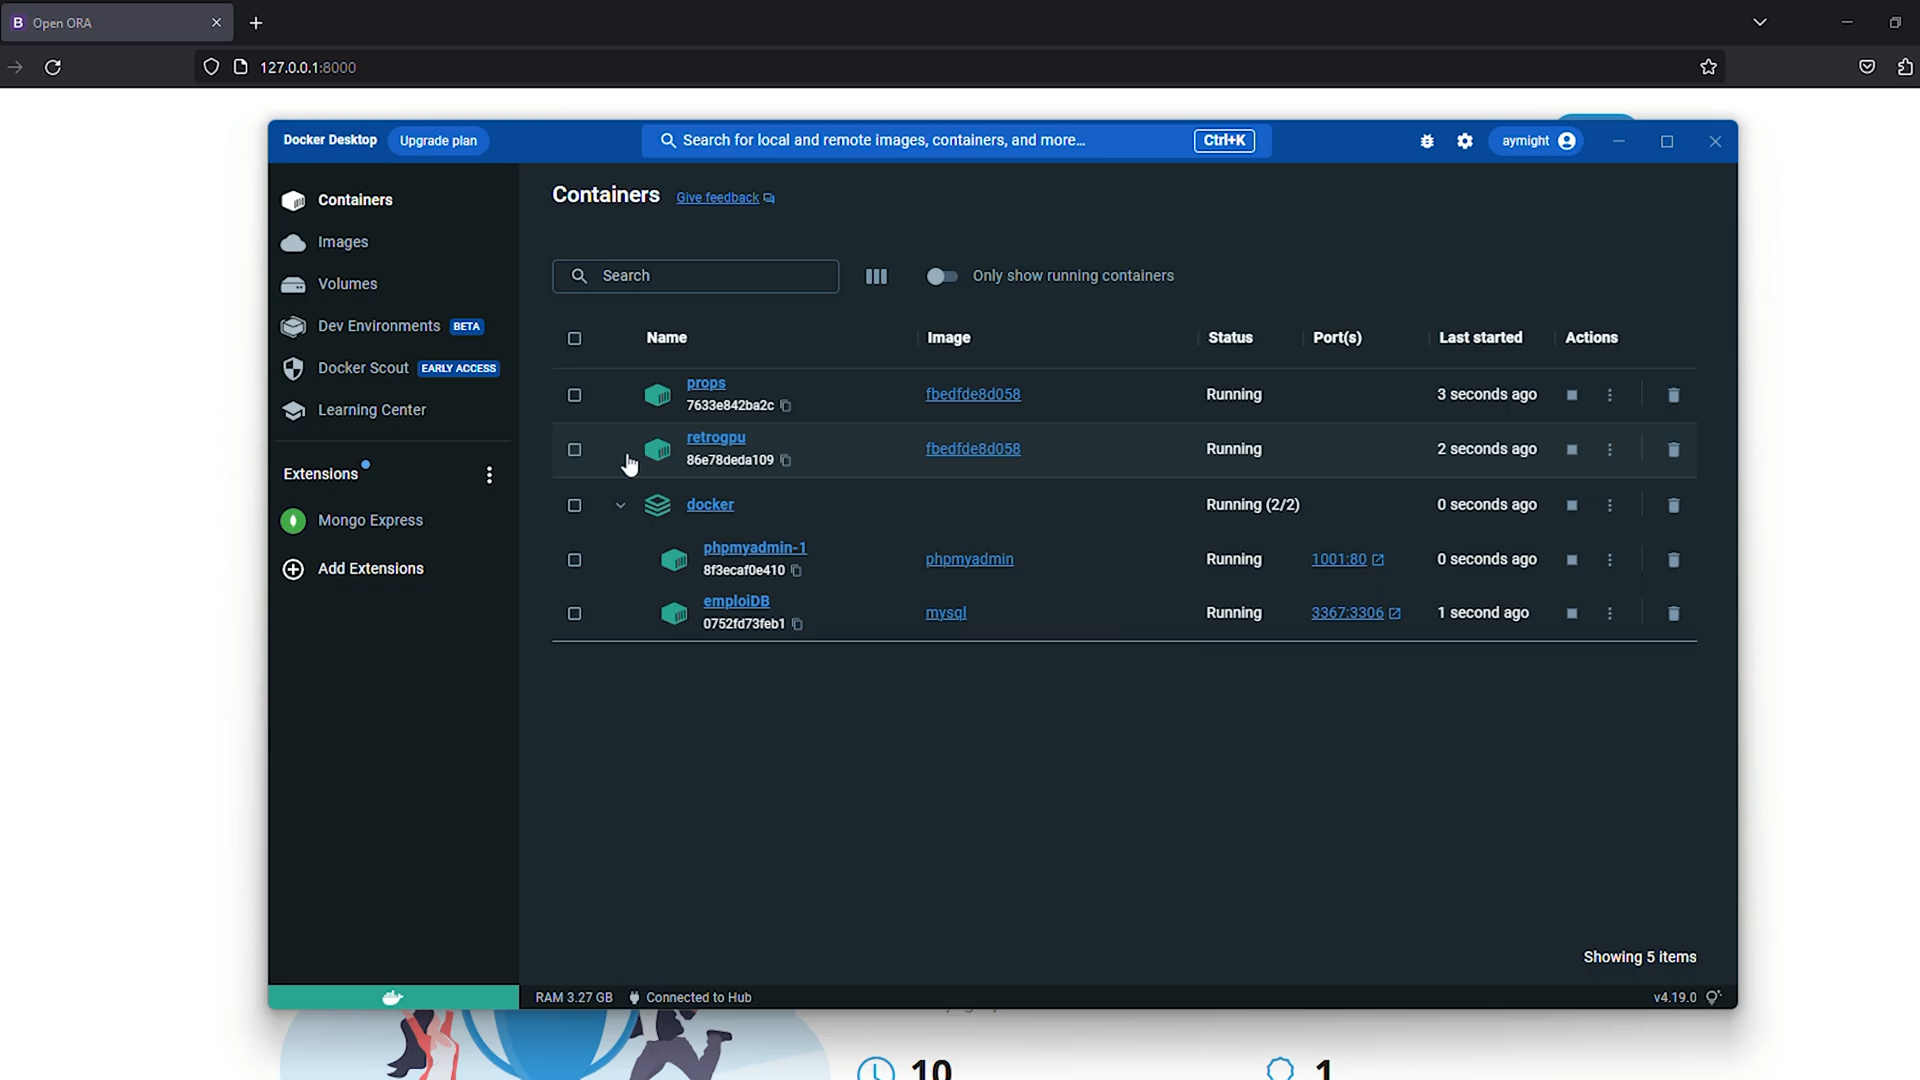 B Open ORA
127.0.0.1:8000
Docker Desktop Upgrade plan Search for local and remote images, containers, and more... Ctrl+K aymight
Containers
Images
Volumes
Dev Environments BETA
Docker Scout EARLY ACCESS
Learning Center
Extensions
Mongo Express
Add Extensions
Containers Give feedback
Search Only show running containers
Name Image Status Port(s) Last started Actions
props fbedfde8d058 Running 3 seconds ago
7633e842ba2c
retrogpu fbedfde8d058 Running 2 seconds ago
86e78deda109
docker Running (2/2) 0 seconds ago
phpmyadmin-1 phpmyadmin Running 1001:80 0 seconds ago
8f3ecaf0e410
emploiDB mysql Running 3367:3306 1 second ago
0752fd73feb1
Showing 5 items
RAM 3.27 GB Connected to Hub v4.19.0
10 1